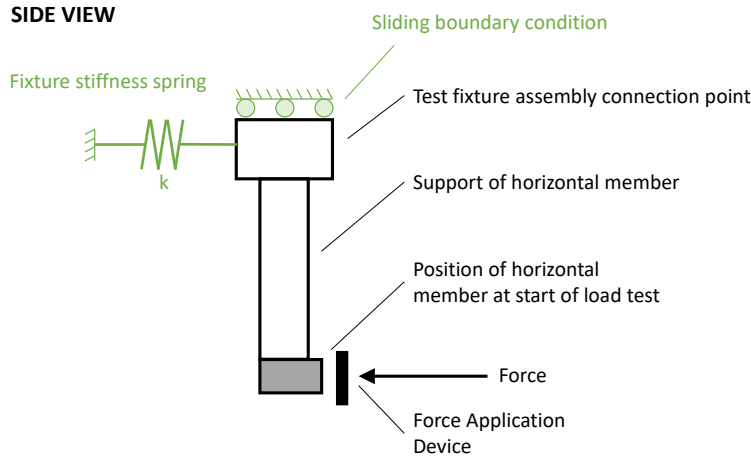 SIDE VIEW
Sliding boundary condition
Fixture stiffness spring
Test fixture assembly connection point
k
Support of horizontal member
Position of horizontal
member at start of load test
Force
Force Application
Device